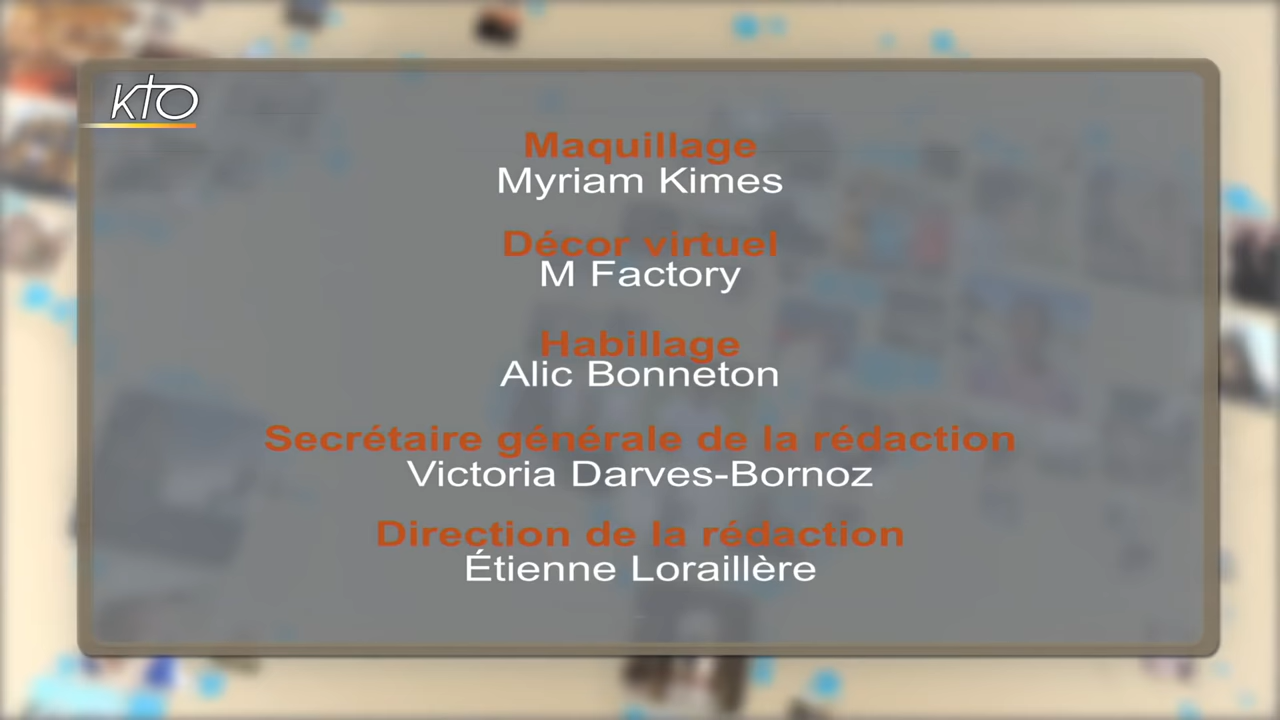 KTO
Maquillage
Myriam Kimes
Décor virtuel
M Factory
Habillage
Alic Bonneton
Secrétaire générale de la rédaction
Victoria Darves-Bornoz
Direction de la rédaction
Étienne Loraillère